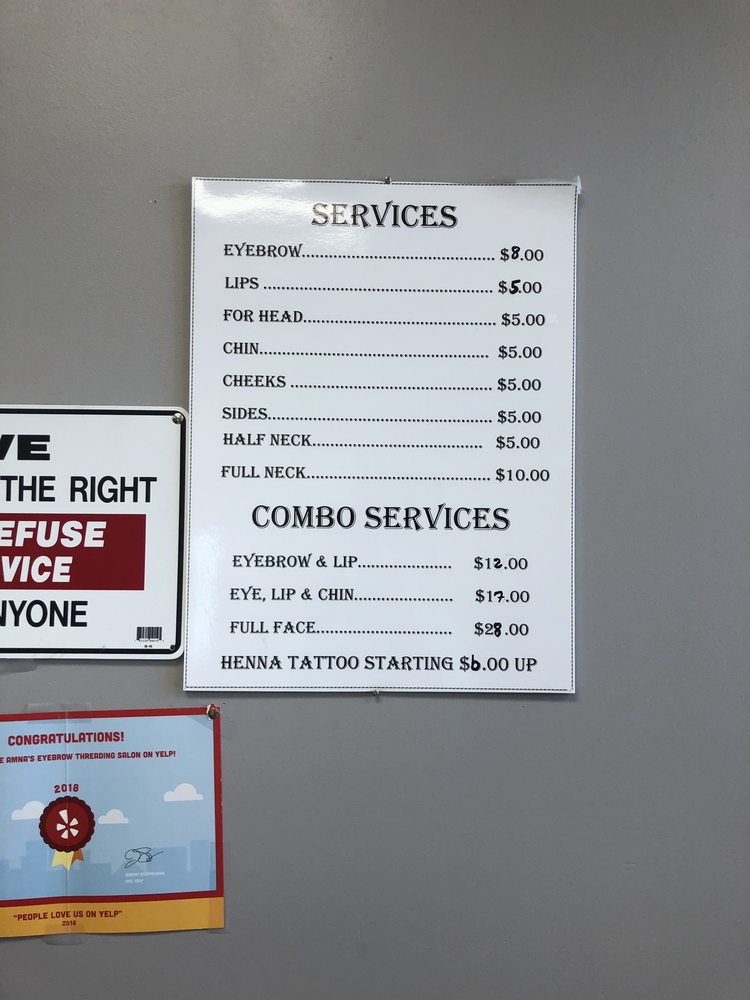 SERVICES
EYEBROW............................................. $8.00
LIPS ..................................................... $5.00
FOR HEAD............................................. $5.00
CHIN..................................................... $5.00
CHEEKS ............................................... $5.00
SIDES.................................................... $5.00
HALF NECK....................................... $5.00
FULL NECK.......................................... $10.00
COMBO SERVICES
EYEBROW & LIP...................... $12.00
EYE, LIP & CHIN....................... $17.00
FULL FACE............................... $28.00
HENNA TATTOO STARTING $6.00 UP
VE
THE RIGHT
EFUSE
VICE
NYONE
CONGRATULATIONS!
E AMNA'S EYEBROW THREADING SALON ON YELP!
2018
"PEOPLE LOVE US ON YELP"
2018